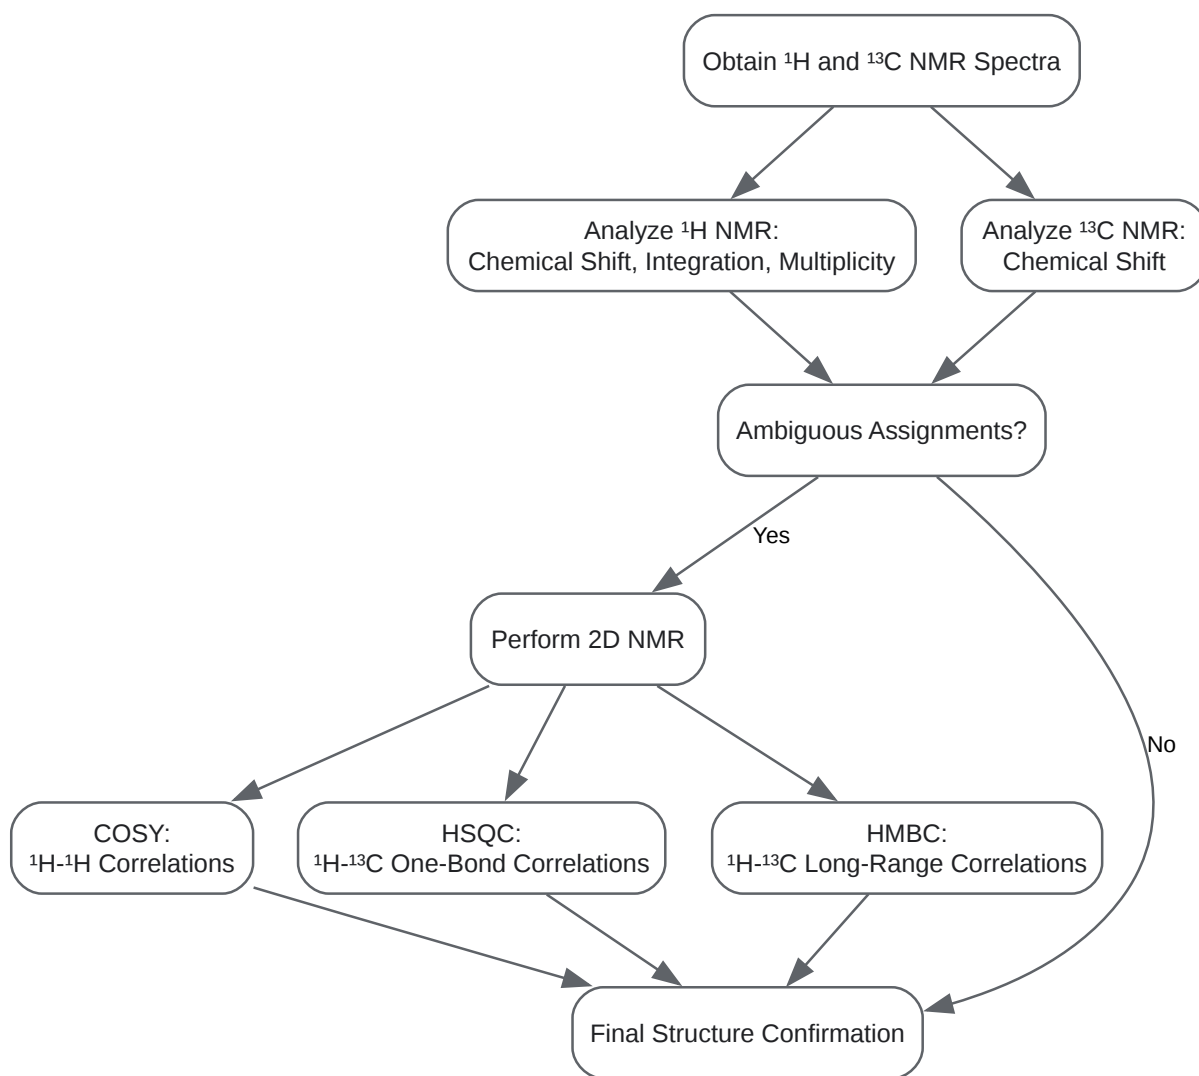 Obtain ¹H and ¹³C NMR Spectra
Analyze ¹H NMR:
Chemical Shift, Integration, Multiplicity
Analyze ¹³C NMR:
Chemical Shift
Ambiguous Assignments?
Yes
Perform 2D NMR
No
COSY:
¹H-¹H Correlations
HSQC:
¹H-¹³C One-Bond Correlations
HMBC:
¹H-¹³C Long-Range Correlations
Final Structure Confirmation